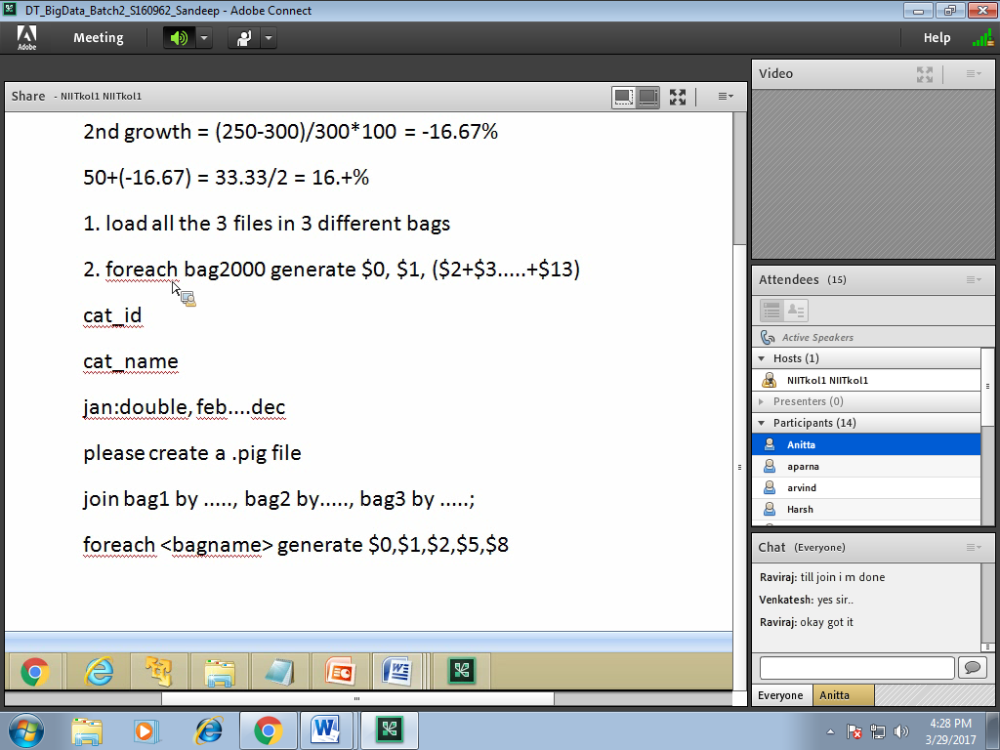 DT_BigData_Batch2_S160962_Sandeep - Adobe Connect
Adobe
Meeting
Help
Share - NIITkol1 NIITkol1
2nd growth = (250-300)/300*100 = -16.67%
50+(-16.67) = 33.33/2 = 16.+%
1. load all the 3 files in 3 different bags
2. foreach bag2000 generate $0, $1, ($2+$3.....+$13)
cat_id
cat_name
jan:double, feb....dec
please create a .pig file
join bag1 by ....., bag2 by....., bag3 by .....;
foreach <bagname> generate $0,$1,$2,$5,$8
Video
Attendees (15)
Active Speakers
Hosts (1)
NIITkol1 NIITkol1
Presenters (0)
Participants (14)
Anitta
aparna
arvind
Harsh
Chat (Everyone)
Raviraj: till join i m done
Venkatesh: yes sir..
Raviraj: okay got it
Everyone
Anitta
4:28 PM
3/29/2017